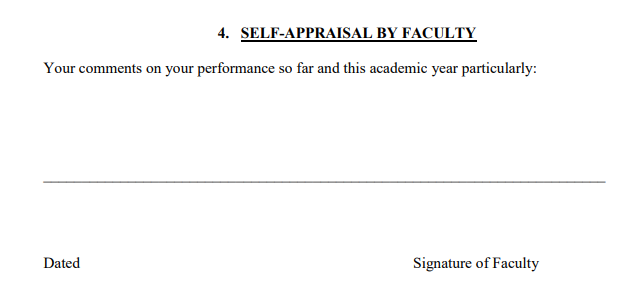 4. SELF-APPRAISAL BY FACULTY
Your comments on your performance so far and this academic year particularly:
Dated Signature of Faculty